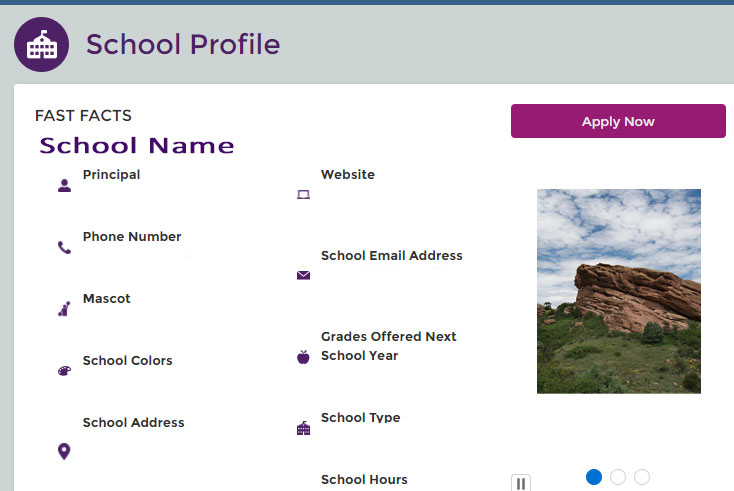 School Profile
FAST FACTS
Apply Now
School Name
Principal
Website
Phone Number
School Email Address
Mascot
Grades Offered Next
School Year
School Colors
School Type
School Address
School Hours